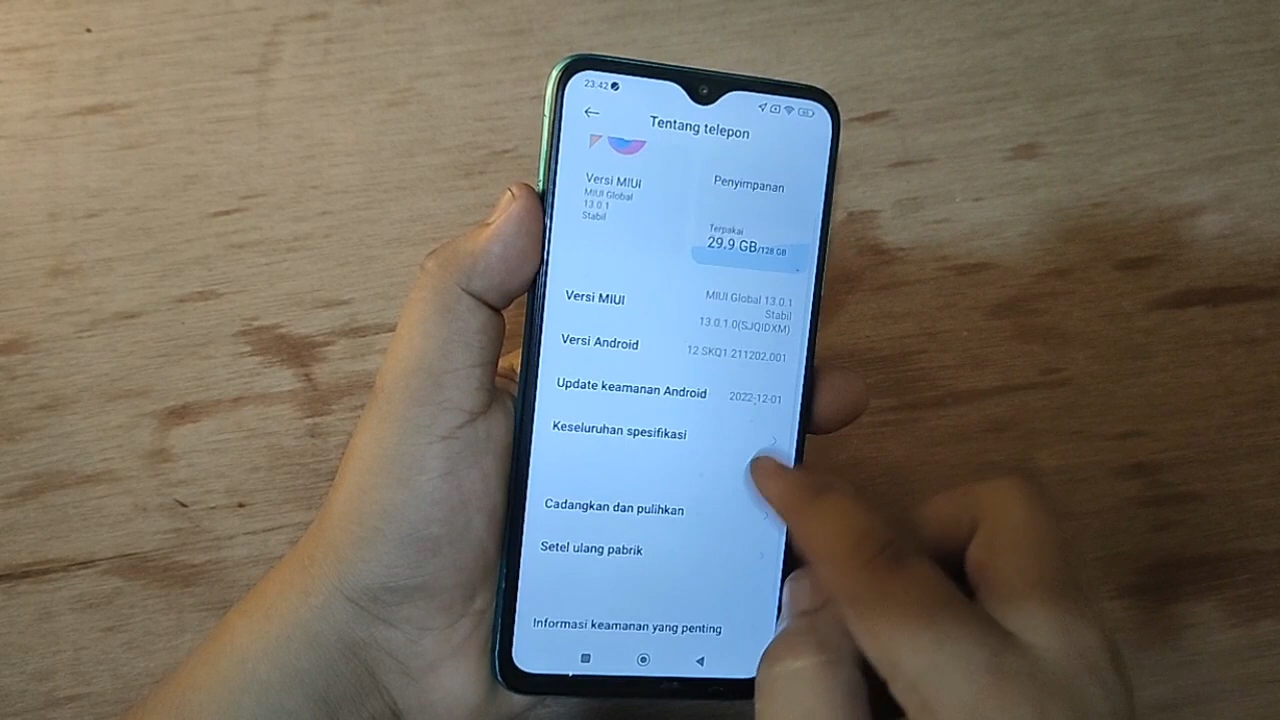 23.42
Tentang telepon
Versi MIUI
MIUI Global
13.0.1
Stabil
Penyimpanan
Terpakai
29.9 GB/128 GB
Versi MIUI
MIUI Global 13.0.1
Stabil
13.0.1.0(SJQIDXM)
Versi Android
12 SKQ1.211202.001
Update keamanan Android
2022-12-01
Keseluruhan spesifikasi
Cadangkan dan pulihkan
Setel ulang pabrik
Informasi keamanan yang penting